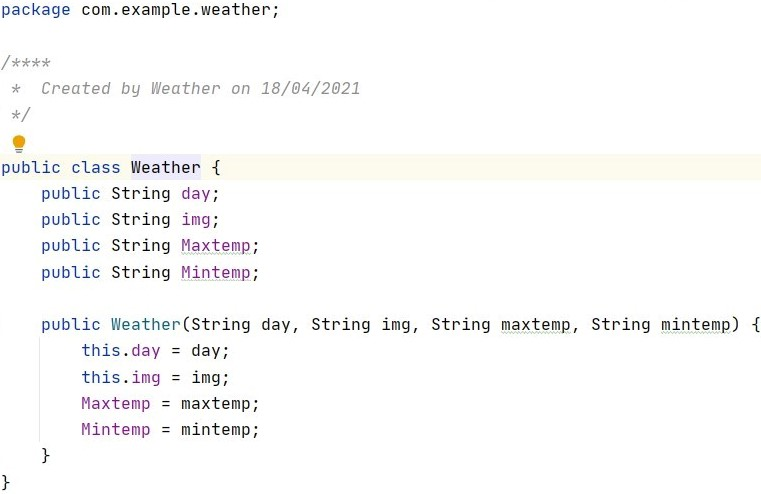 package com.example.weather;
/****
 *  Created by Weather on 18/04/2021
 */
public class Weather {
    public String day;
    public String img;
    public String Maxtemp;
    public String Mintemp;
    public Weather(String day, String img, String maxtemp, String mintemp) {
        this.day = day;
        this.img = img;
        Maxtemp = maxtemp;
        Mintemp = mintemp;
    }
}